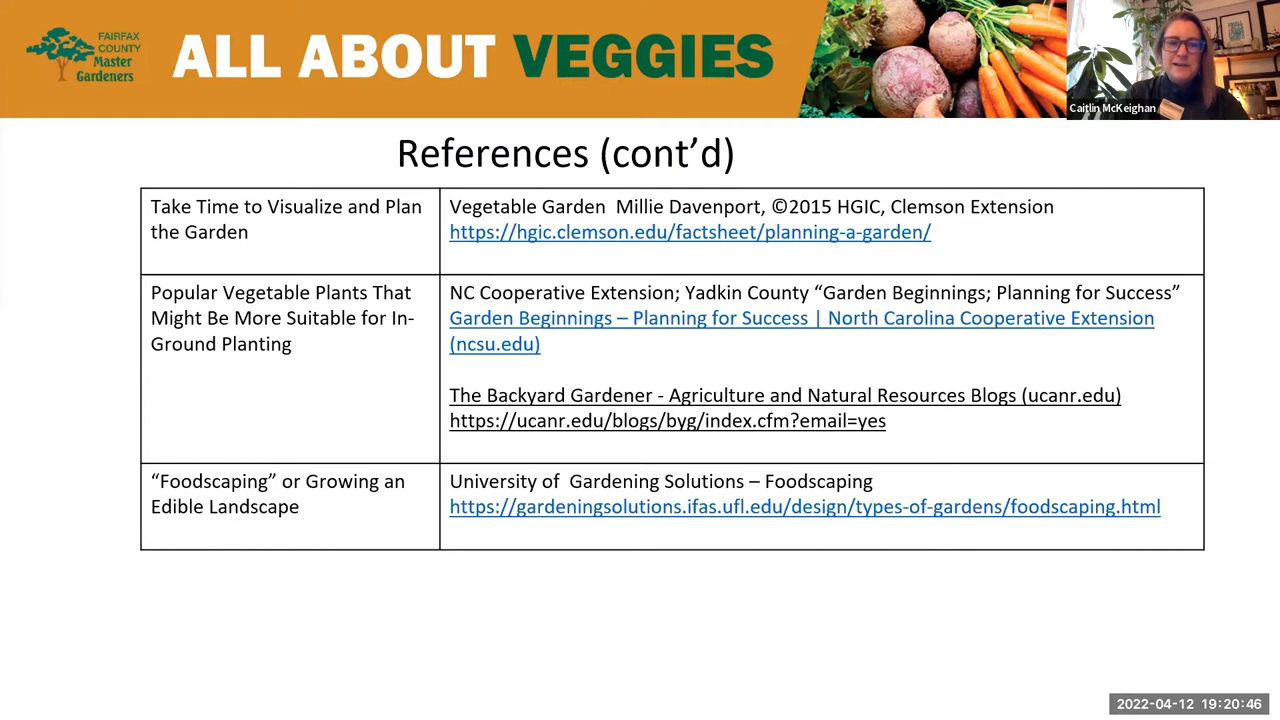 FAIRFAX
COUNTY
Master
Gardeners
ALL ABOUT VEGGIES
Caitlin McKeighan
References (cont’d)
Take Time to Visualize and Plan
the Garden
Vegetable Garden  Millie Davenport, ©2015 HGIC, Clemson Extension
https://hgic.clemson.edu/factsheet/planning-a-garden/
Popular Vegetable Plants That
Might Be More Suitable for In-
Ground Planting
NC Cooperative Extension; Yadkin County “Garden Beginnings; Planning for Success”
Garden Beginnings – Planning for Success | North Carolina Cooperative Extension
(ncsu.edu)
The Backyard Gardener - Agriculture and Natural Resources Blogs (ucanr.edu)
https://ucanr.edu/blogs/byg/index.cfm?email=yes
“Foodscaping” or Growing an
Edible Landscape
University of  Gardening Solutions – Foodscaping
https://gardeningsolutions.ifas.ufl.edu/design/types-of-gardens/foodscaping.html
2022-04-12 19:20:46